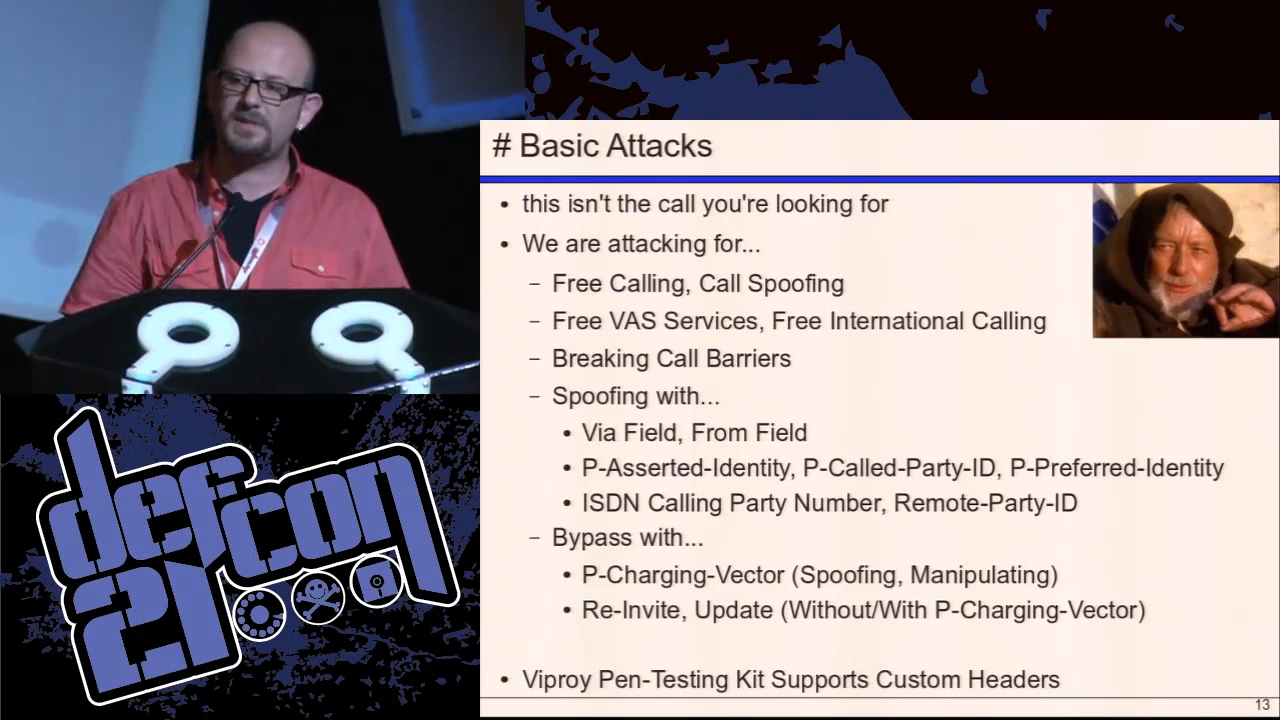 # Basic Attacks
• this isn't the call you're looking for
• We are attacking for...
– Free Calling, Call Spoofing
– Free VAS Services, Free International Calling
– Breaking Call Barriers
– Spoofing with...
• Via Field, From Field
• P-Asserted-Identity, P-Called-Party-ID, P-Preferred-Identity
• ISDN Calling Party Number, Remote-Party-ID
– Bypass with...
• P-Charging-Vector (Spoofing, Manipulating)
• Re-Invite, Update (Without/With P-Charging-Vector)
• Viproy Pen-Testing Kit Supports Custom Headers
13
defcon
21